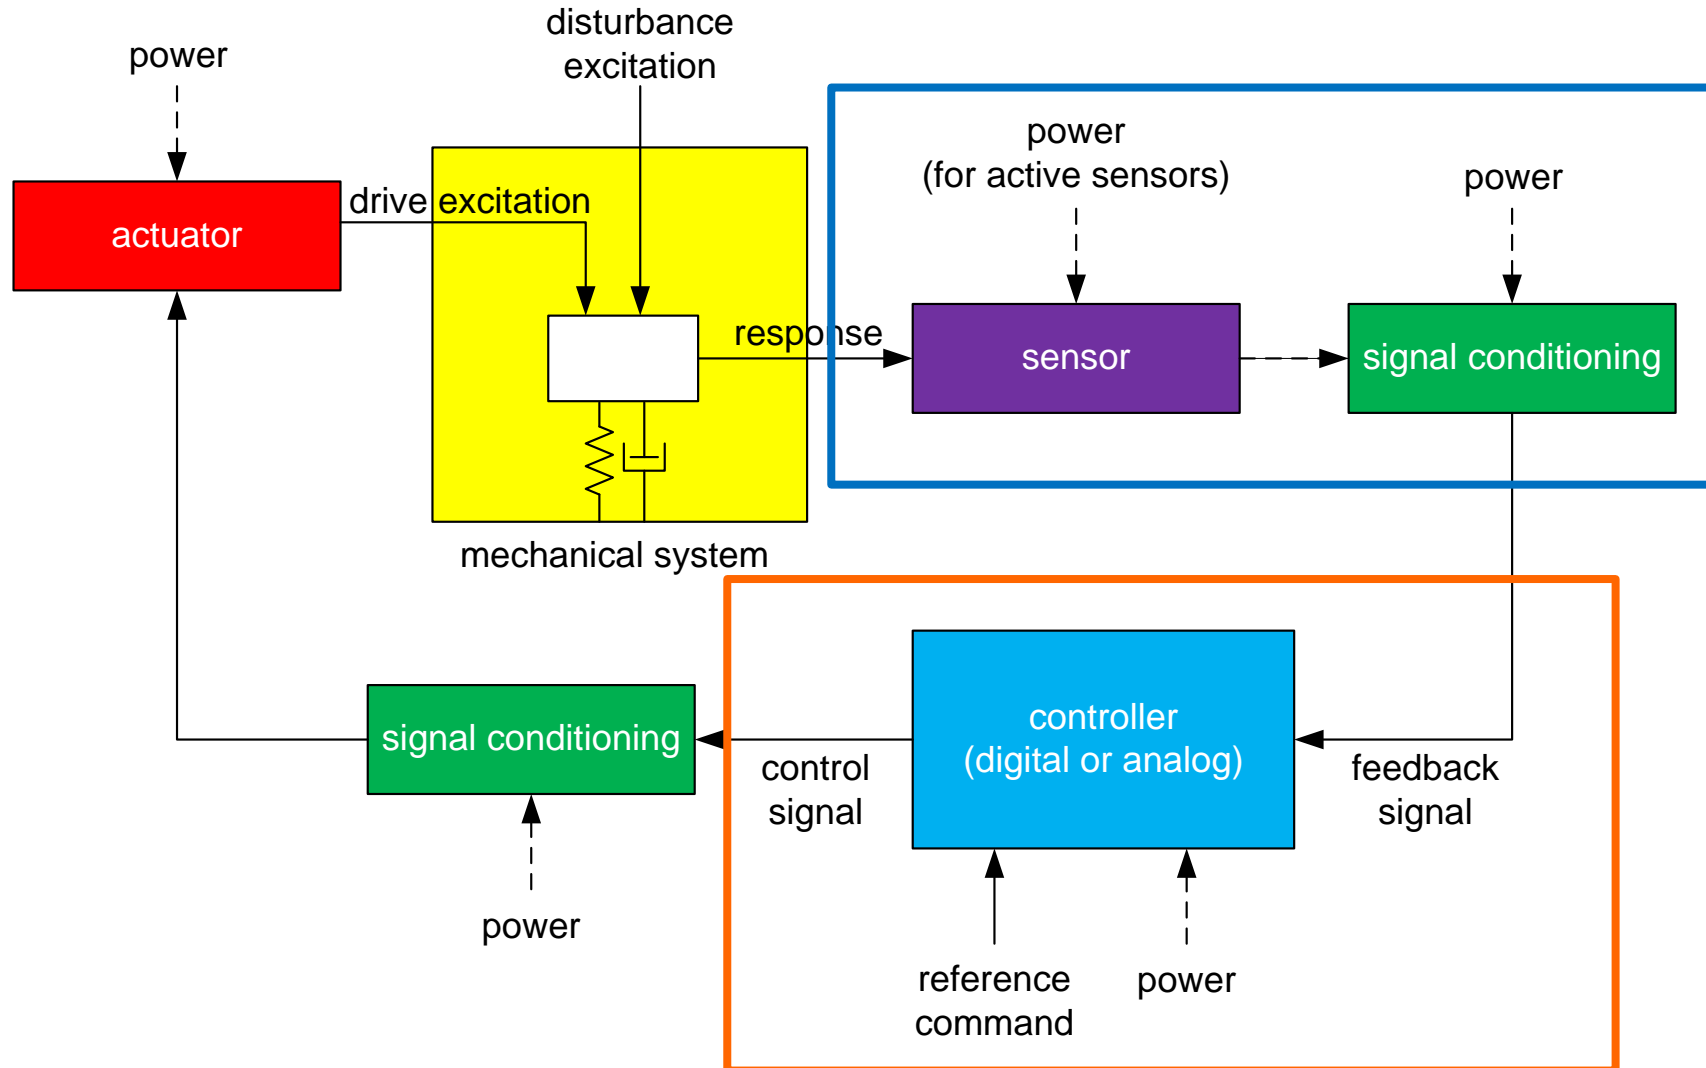 disturbance
excitation
power
power
(for active sensors)
power
drive excitation
actuator
response
sensor
signal conditioning
mechanical system
signal conditioning
controller
(digital or analog)
control
signal
feedback
signal
power
reference
command
power